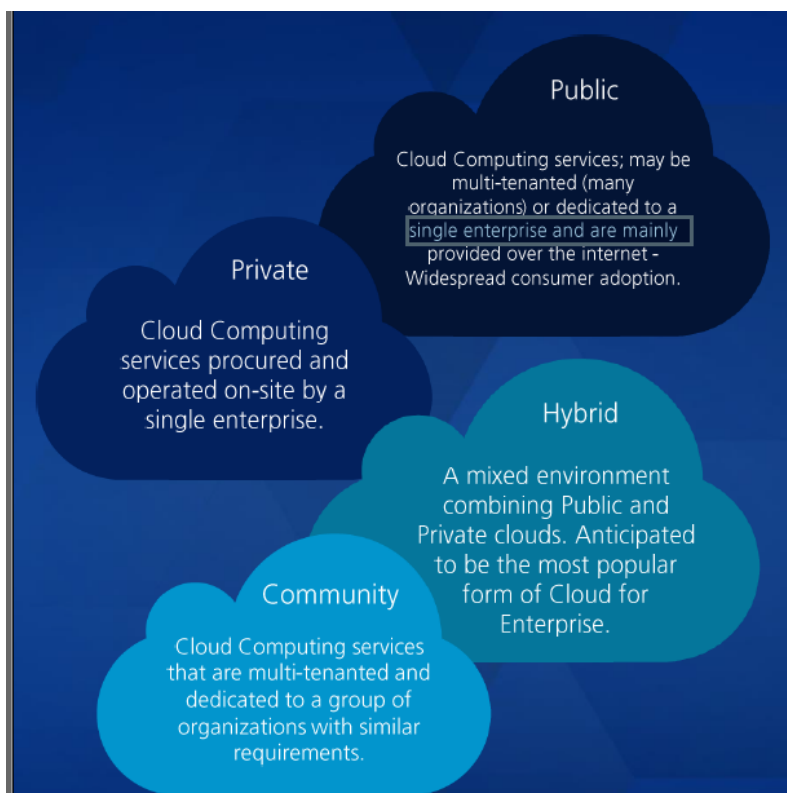 Public
Cloud Computing services; may be
multi-tenanted (many
organizations) or dedicated to a
single enterprise and are mainly
provided over the internet -
Widespread consumer adoption.
Private
Cloud Computing
services procured and
operated on-site by a
single enterprise.
Hybrid
A mixed environment
combining Public and
Private clouds. Anticipated
to be the most popular
form of Cloud for
Enterprise.
Community
Cloud Computing services
that are multi-tenanted and
dedicated to a group of
organizations with similar
requirements.